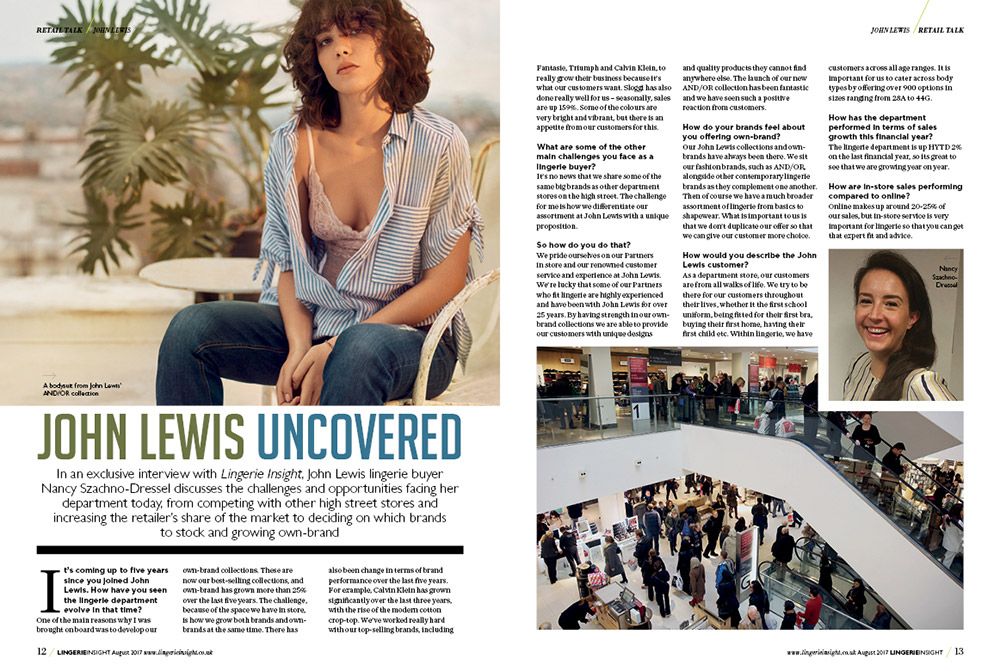 RETAIL TALK / JOHN LEWIS
A bodysuit from John Lewis'
AND/OR collection
JOHN LEWIS UNCOVERED
In an exclusive interview with Lingerie Insight, John Lewis lingerie buyer
Nancy Szachno-Dressel discusses the challenges and opportunities facing her
department today, from competing with other high street stores and
increasing the retailer's share of the market to deciding on which brands
to stock and growing own-brand
It's coming up to five years
since you joined John
Lewis. How have you seen
the lingerie department
evolve in that time?
One of the main reasons why I was
brought on board was to develop our
own-brand collections. These are
now our best-selling collections, and
own-brand has grown more than 25%
over the last five years. The challenge,
because of the space we have in store,
is how we grow both brands and own-
brands at the same time. There has
also been change in terms of brand
performance over the last five years.
For example, Calvin Klein has grown
significantly over the last three years,
with the rise of the modern cotton
crop-top. We've worked really hard
with our top-selling brands, including
12 / LINGERIEINSIGHT August 2017 www.lingerieinsight.co.uk
JOHN LEWIS / RETAIL TALK
Fantasie, Triumph and Calvin Klein, to
really grow their business because it's
what our customers want. Sloggi has also
done really well for us – seasonally, sales
are up 159%. Some of the colours are
very bright and vibrant, but there is an
appetite from our customers for this.
What are some of the other
main challenges you face as a
lingerie buyer?
It's no news that we share some of the
same big brands as other department
stores on the high street. The challenge
for me is how we differentiate our
assortment at John Lewis with a unique
proposition.
So how do you do that?
We pride ourselves on our Partners
in store and our renowned customer
service and experience at John Lewis.
We're lucky that some of our Partners
who fit lingerie are highly experienced
and have been with John Lewis for over
25 years. By having strength in our own-
brand collections we are able to provide
our customers with unique designs
and quality products they cannot find
anywhere else. The launch of our new
AND/OR collection has been fantastic
and we have seen such a positive
reaction from customers.
How do your brands feel about
you offering own-brand?
Our John Lewis collections and own-
brands have always been there. We sit
our fashion brands, such as AND/OR,
alongside other contemporary lingerie
brands as they complement one another.
Then of course we have a much broader
assortment of lingerie from basics to
shapewear. What is important to us is
that we don't duplicate our offer so that
we can give our customer more choice.
How would you describe the John
Lewis customer?
As a department store, our customers
are from all walks of life. We try to be
there for our customers throughout
their lives, whether it the first school
uniform, being fitted for their first bra,
buying their first home, having their
first child etc. Within lingerie, we have
customers across all age ranges. It is
important for us to cater across body
types by offering over 900 options in
sizes ranging from 28A to 44G.
How has the department
performed in terms of sales
growth this financial year?
The lingerie department is up HYTD 2%
on the last financial year, so its great to
see that we are growing year on year.
How are in-store sales performing
compared to online?
Online makes up around 20-25% of
our sales, but in-store service is very
important for lingerie so that you can get
that expert fit and advice.
Nancy
Szachno-
Dressel
1
www.lingerieinsight.co.uk August 2017 LINGERIEINSIGHT / 13